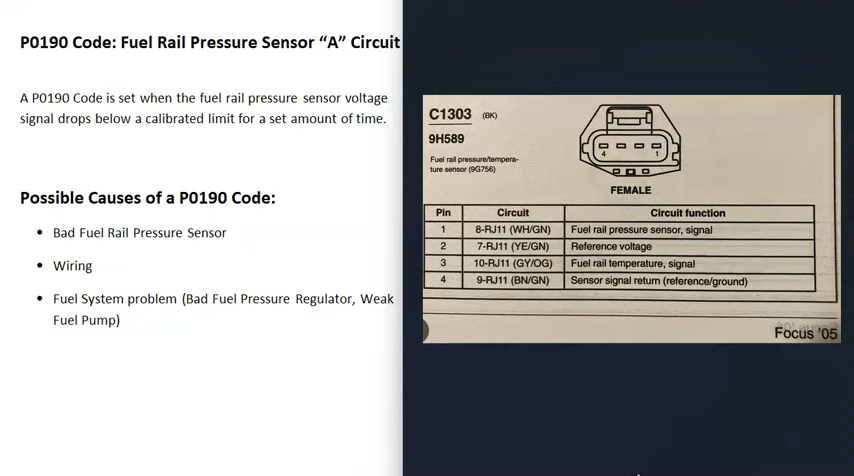 P0190 Code: Fuel Rail Pressure Sensor “A” Circuit
A P0190 Code is set when the fuel rail pressure sensor voltage
signal drops below a calibrated limit for a set amount of time.
Possible Causes of a P0190 Code:
• Bad Fuel Rail Pressure Sensor
• Wiring
• Fuel System problem (Bad Fuel Pressure Regulator, Weak
Fuel Pump)
C1303 (BK)
9H589
Fuel rail pressure/tempera-
ture sensor (9G756)
4 1
FEMALE
Pin Circuit Circuit function
1 8-RJ11 (WH/GN) Fuel rail pressure sensor, signal
2 7-RJ11 (YE/GN) Reference voltage
3 10-RJ11 (GY/OG) Fuel rail temperature, signal
4 9-RJ11 (BN/GN) Sensor signal return (reference/ground)
Focus '05